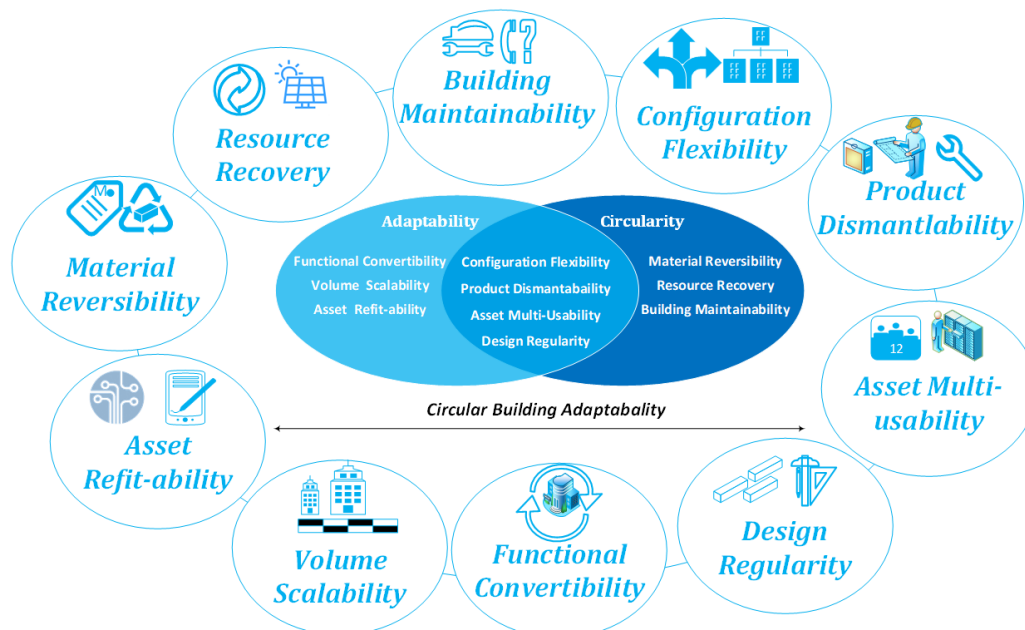 Building
Maintainability
Configuration
Flexibility
Resource
Recovery
Product
Dismantlability
Material
Reversibility
Adaptability
Functional Convertibility
Volume Scalability
Asset Refit-ability
Configuration Flexibility
Product Dismantabaility
Asset Multi-Usability
Design Regularity
Circularity
Material Reversibility
Resource Recovery
Building Maintainability
12
Asset Multi-
usability
Circular Building Adaptabality
Asset
Refit-ability
Volume
Scalability
Functional
Convertibility
Design
Regularity